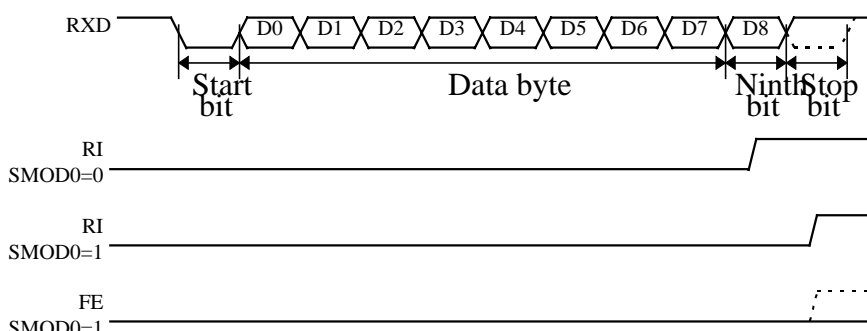 RXD D0 D1 D2 D3 D4 D5 D6 D7 D8
Start bit
Data byte
Ninth bit
Stop bit
RI
SMOD0=0
RI
SMOD0=1
FE
SMOD0=1